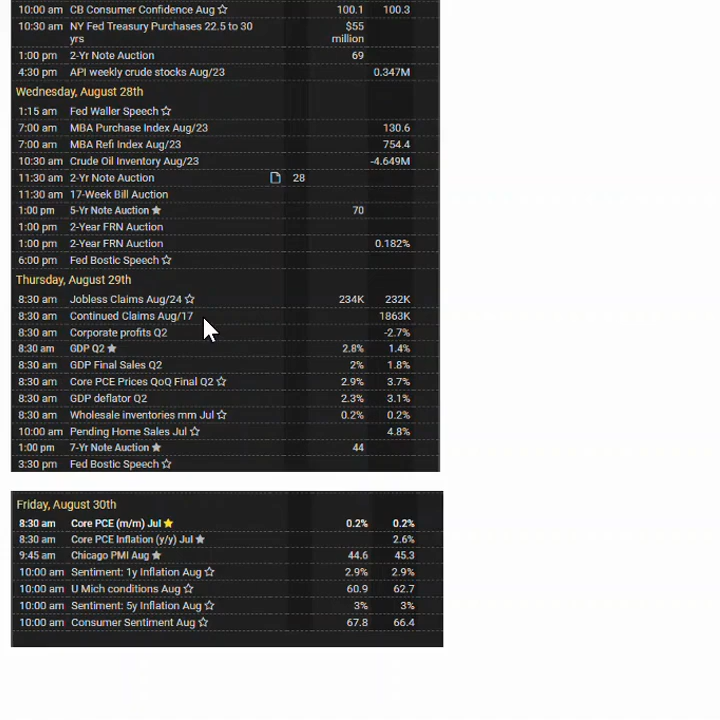 10:00 am CB Consumer Confidence Aug ☆ 100.1 100.3
10:30 am NY Fed Treasury Purchases 22.5 to 30 $55
yrs million
1:00 pm 2-Yr Note Auction 69
4:30 pm API weekly crude stocks Aug/23 0.347M
Wednesday, August 28th
1:15 am Fed Waller Speech ☆
7:00 am MBA Purchase Index Aug/23 130.6
7:00 am MBA Refi Index Aug/23 754.4
10:30 am Crude Oil Inventory Aug/23 -4.649M
11:30 am 2-Yr Note Auction 28
11:30 am 17-Week Bill Auction
1:00 pm 5-Yr Note Auction ★ 70
1:00 pm 2-Year FRN Auction
1:00 pm 2-Year FRN Auction 0.182%
6:00 pm Fed Bostic Speech ☆
Thursday, August 29th
8:30 am Jobless Claims Aug/24 ☆ 234K 232K
8:30 am Continued Claims Aug/17 1863K
8:30 am Corporate profits Q2 -2.7%
8:30 am GDP Q2 ★ 2.8% 1.4%
8:30 am GDP Final Sales Q2 2% 1.8%
8:30 am Core PCE Prices QoQ Final Q2 ☆ 2.9% 3.7%
8:30 am GDP deflator Q2 2.3% 3.1%
8:30 am Wholesale inventories mm Jul ☆ 0.2% 0.2%
10:00 am Pending Home Sales Jul ☆ 4.8%
1:00 pm 7-Yr Note Auction ★ 44
3:30 pm Fed Bostic Speech ☆
Friday, August 30th
8:30 am Core PCE (m/m) Jul ★ 0.2% 0.2%
8:30 am Core PCE Inflation (y/y) Jul ★ 2.6%
9:45 am Chicago PMI Aug ★ 44.6 45.3
10:00 am Sentiment: 1y Inflation Aug ☆ 2.9% 2.9%
10:00 am U Mich conditions Aug ☆ 60.9 62.7
10:00 am Sentiment: 5y Inflation Aug ☆ 3% 3%
10:00 am Consumer Sentiment Aug ☆ 67.8 66.4